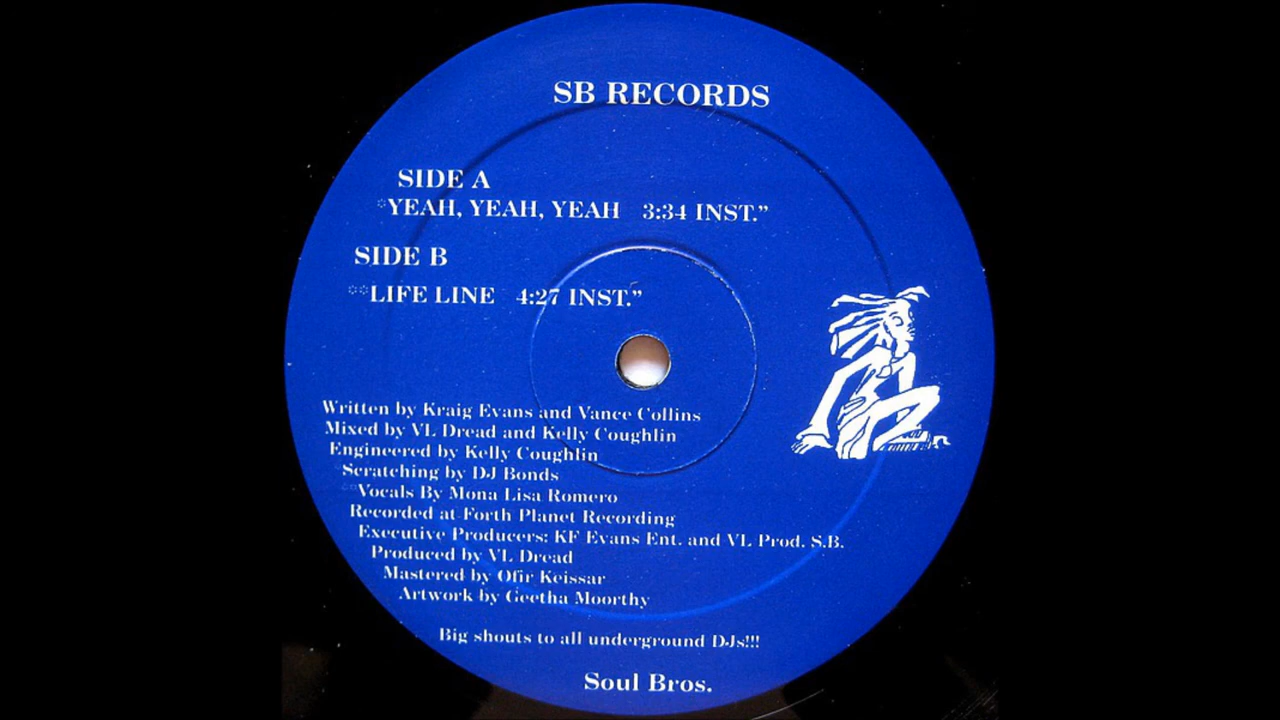 SB RECORDS
SIDE A
*YEAH, YEAH, YEAH 3:34 INST."
SIDE B
**LIFE LINE 4:27 INST."
Written by Kraig Evans and Vance Collins
Mixed by VL Dread and Kelly Coughlin
Engineered by Kelly Coughlin
*Scratching by DJ Bonds
**Vocals By Mona Lisa Romero
Recorded at Forth Planet Recording
Executive Producers: KF Evans Ent. and VL Prod. S.B.
Produced by VL Dread
Mastered by Ofir Keissar
Artwork by Geetha Moorthy
Big shouts to all underground DJs!!!
Soul Bros.